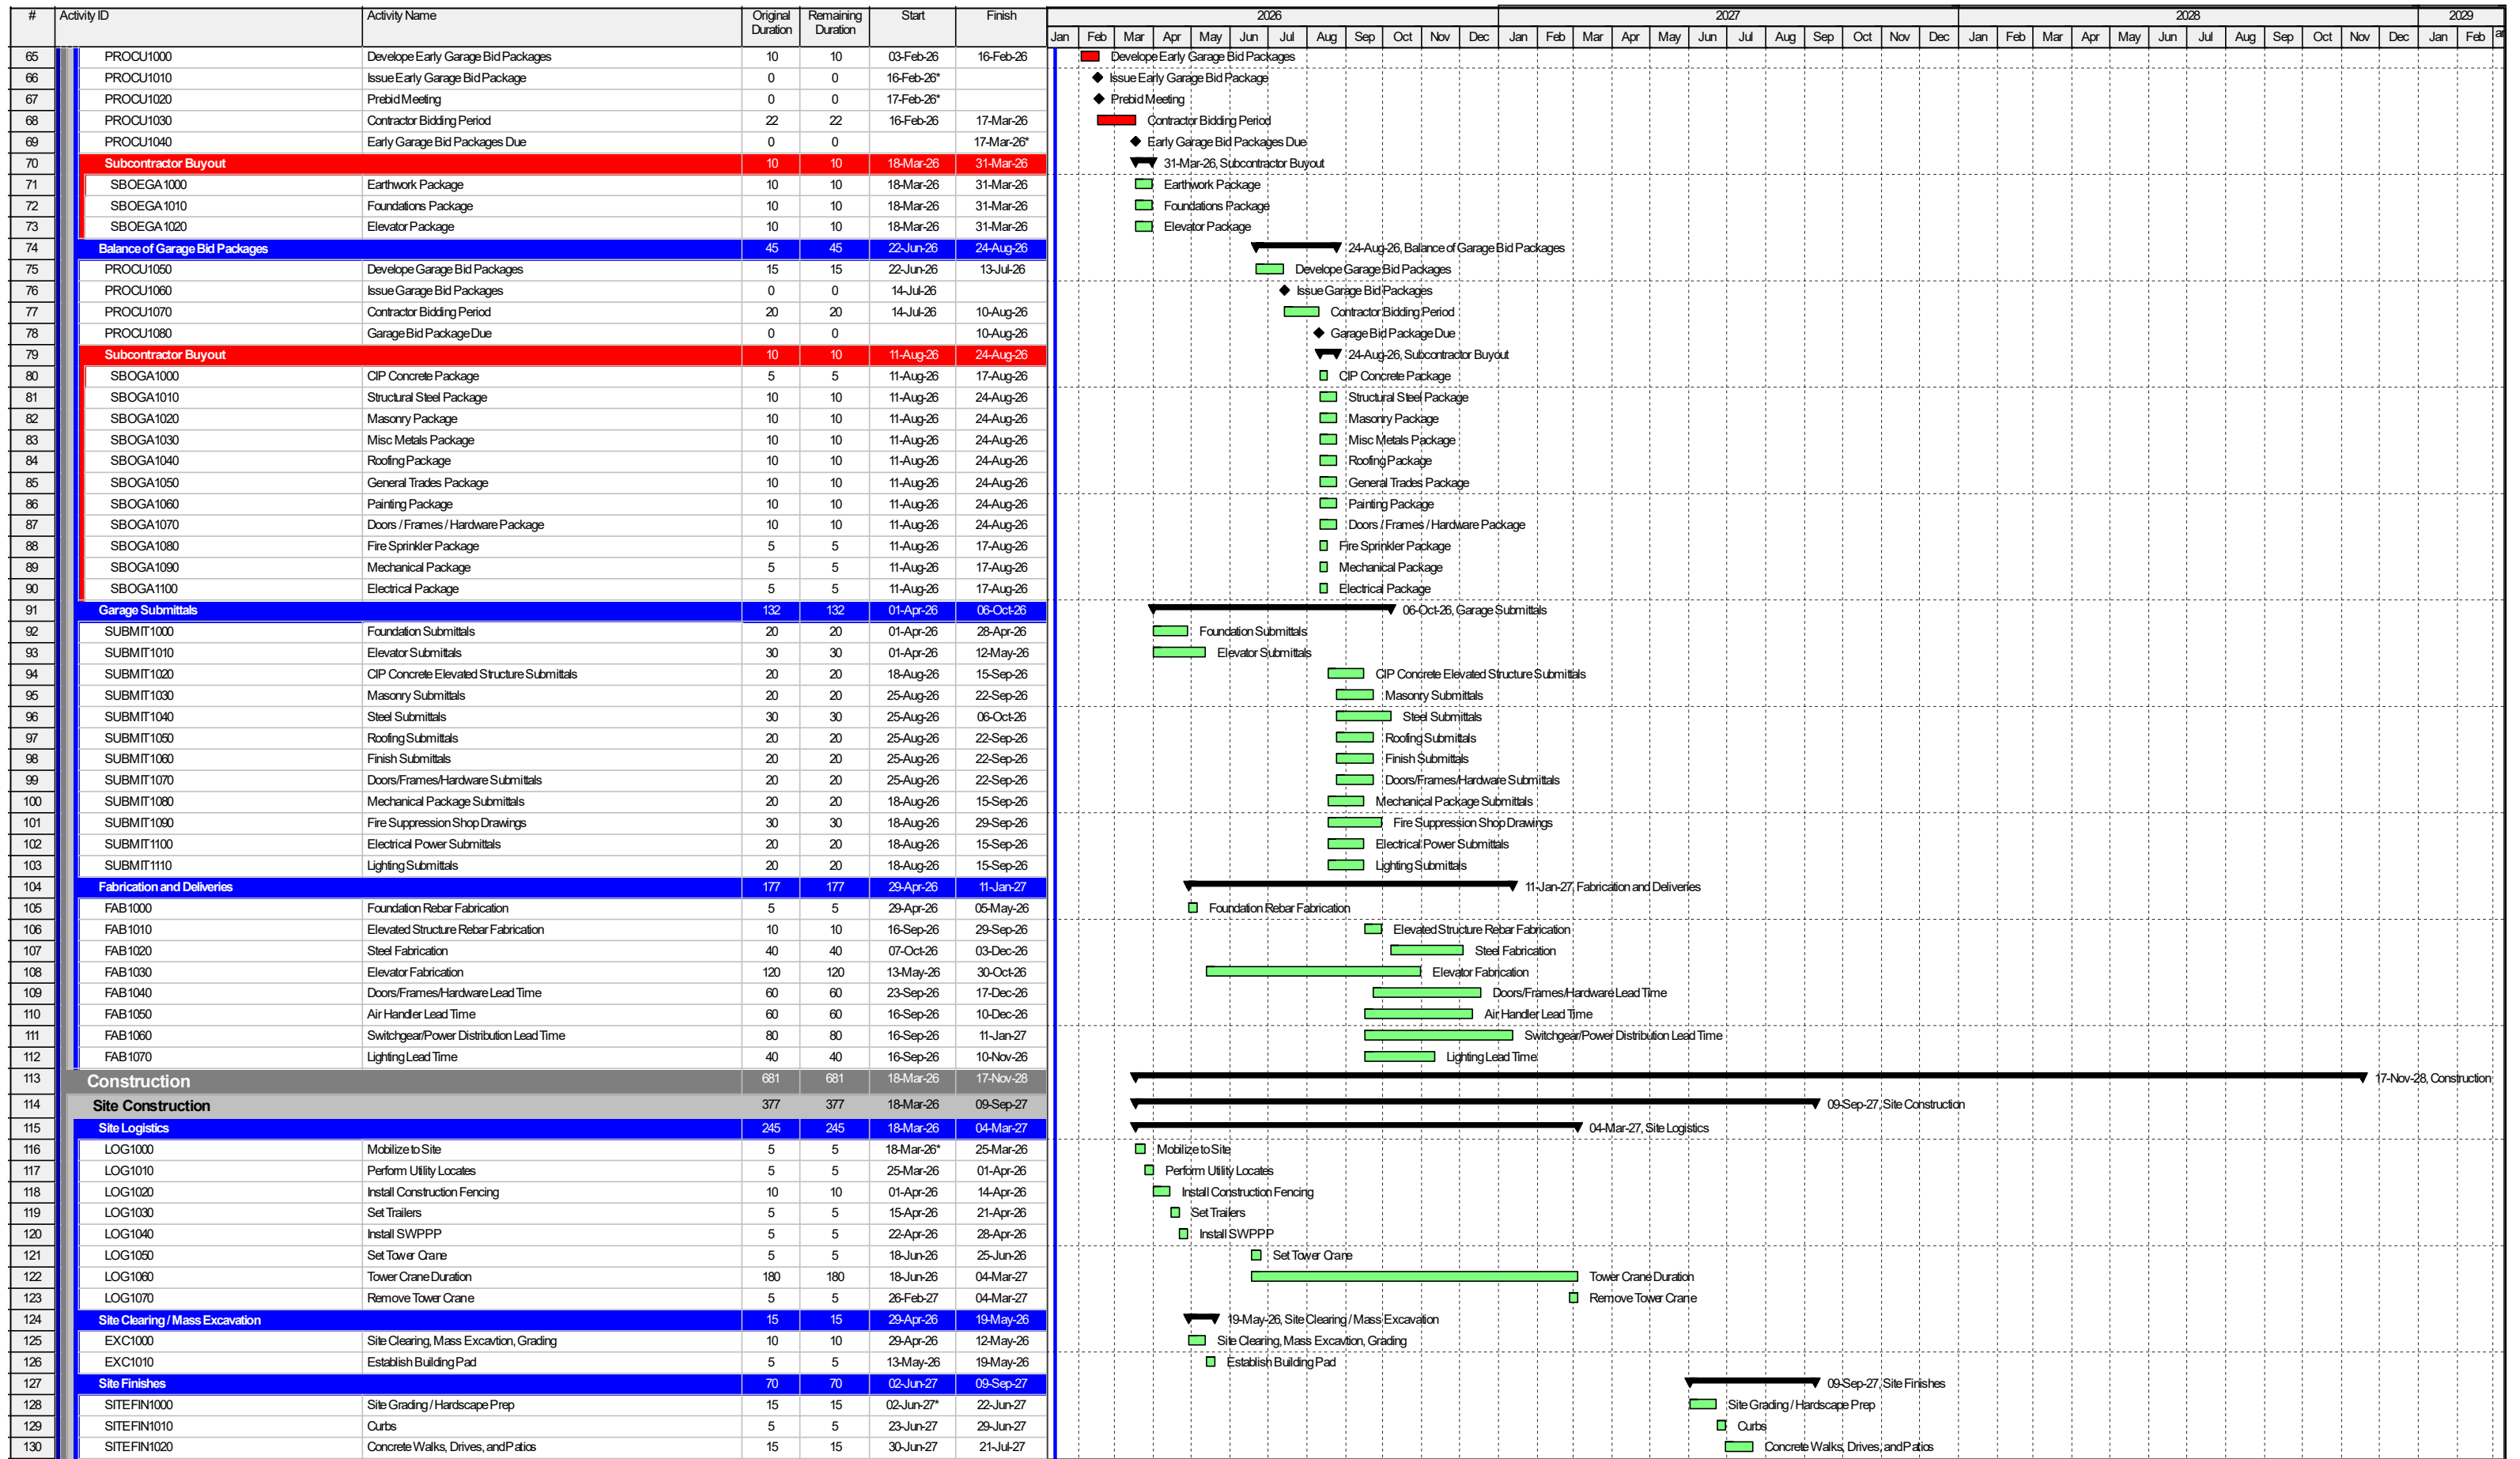 # Activity ID Activity Name Original Duration Remaining Duration Start Finish 2026 2027 2028 2029
Jan Feb Mar Apr May Jun Jul Aug Sep Oct Nov Dec Jan Feb Mar Apr May Jun Jul Aug Sep Oct Nov Dec Jan Feb Mar Apr May Jun Jul Aug Sep Oct Nov Dec Jan Feb
65 PROCU1000 Develope Early Garage Bid Packages 10 10 03-Feb-26 16-Feb-26 Develope Early Garage Bid Packages
66 PROCU1010 Issue Early Garage Bid Package 0 0 16-Feb-26* Issue Early Garage Bid Package
67 PROCU1020 Prebid Meeting 0 0 17-Feb-26* Prebid Meeting
68 PROCU1030 Contractor Bidding Period 22 22 16-Feb-26 17-Mar-26 Contractor Bidding Period
69 PROCU1040 Early Garage Bid Packages Due 0 0 17-Mar-26* Early Garage Bid Packages Due
70 Subcontractor Buyout 10 10 18-Mar-26 31-Mar-26 31-Mar-26, Subcontractor Buyout
71 SBOEGA1000 Earthwork Package 10 10 18-Mar-26 31-Mar-26 Earthwork Package
72 SBOEGA1010 Foundations Package 10 10 18-Mar-26 31-Mar-26 Foundations Package
73 SBOEGA1020 Elevator Package 10 10 18-Mar-26 31-Mar-26 Elevator Package
74 Balance of Garage Bid Packages 45 45 22-Jun-26 24-Aug-26 24-Aug-26, Balance of Garage Bid Packages
75 PROCU1050 Develope Garage Bid Packages 15 15 22-Jun-26 13-Jul-26 Develope Garage Bid Packages
76 PROCU1060 Issue Garage Bid Packages 0 0 14-Jul-26 Issue Garage Bid Packages
77 PROCU1070 Contractor Bidding Period 20 20 14-Jul-26 10-Aug-26 Contractor Bidding Period
78 PROCU1080 Garage Bid Package Due 0 0 10-Aug-26 Garage Bid Package Due
79 Subcontractor Buyout 10 10 11-Aug-26 24-Aug-26 24-Aug-26, Subcontractor Buyout
80 SBOGA1000 CIP Concrete Package 5 5 11-Aug-26 17-Aug-26 CIP Concrete Package
81 SBOGA1010 Structural Steel Package 10 10 11-Aug-26 24-Aug-26 Structural Steel Package
82 SBOGA1020 Masonry Package 10 10 11-Aug-26 24-Aug-26 Masonry Package
83 SBOGA1030 Misc Metals Package 10 10 11-Aug-26 24-Aug-26 Misc Metals Package
84 SBOGA1040 Roofing Package 10 10 11-Aug-26 24-Aug-26 Roofing Package
85 SBOGA1050 General Trades Package 10 10 11-Aug-26 24-Aug-26 General Trades Package
86 SBOGA1060 Painting Package 10 10 11-Aug-26 24-Aug-26 Painting Package
87 SBOGA1070 Doors / Frames / Hardware Package 10 10 11-Aug-26 24-Aug-26 Doors / Frames / Hardware Package
88 SBOGA1080 Fire Sprinkler Package 5 5 11-Aug-26 17-Aug-26 Fire Sprinkler Package
89 SBOGA1090 Mechanical Package 5 5 11-Aug-26 17-Aug-26 Mechanical Package
90 SBOGA1100 Electrical Package 5 5 11-Aug-26 17-Aug-26 Electrical Package
91 Garage Submittals 132 132 01-Apr-26 06-Oct-26 06-Oct-26, Garage Submittals
92 SUBMIT1000 Foundation Submittals 20 20 01-Apr-26 28-Apr-26 Foundation Submittals
93 SUBMIT1010 Elevator Submittals 30 30 01-Apr-26 12-May-26 Elevator Submittals
94 SUBMIT1020 CIP Concrete Elevated Structure Submittals 20 20 18-Aug-26 15-Sep-26 CIP Concrete Elevated Structure Submittals
95 SUBMIT1030 Masonry Submittals 20 20 25-Aug-26 22-Sep-26 Masonry Submittals
96 SUBMIT1040 Steel Submittals 30 30 25-Aug-26 06-Oct-26 Steel Submittals
97 SUBMIT1050 Roofing Submittals 20 20 25-Aug-26 22-Sep-26 Roofing Submittals
98 SUBMIT1060 Finish Submittals 20 20 25-Aug-26 22-Sep-26 Finish Submittals
99 SUBMIT1070 Doors/Frames/Hardware Submittals 20 20 25-Aug-26 22-Sep-26 Doors/Frames/Hardware Submittals
100 SUBMIT1080 Mechanical Package Submittals 20 20 18-Aug-26 15-Sep-26 Mechanical Package Submittals
101 SUBMIT1090 Fire Suppression Shop Drawings 30 30 18-Aug-26 29-Sep-26 Fire Suppression Shop Drawings
102 SUBMIT1100 Electrical Power Submittals 20 20 18-Aug-26 15-Sep-26 Electrical Power Submittals
103 SUBMIT1110 Lighting Submittals 20 20 18-Aug-26 15-Sep-26 Lighting Submittals
104 Fabrication and Deliveries 177 177 29-Apr-26 11-Jan-27 11-Jan-27, Fabrication and Deliveries
105 FAB1000 Foundation Rebar Fabrication 5 5 29-Apr-26 05-May-26 Foundation Rebar Fabrication
106 FAB1010 Elevated Structure Rebar Fabrication 10 10 16-Sep-26 29-Sep-26 Elevated Structure Rebar Fabrication
107 FAB1020 Steel Fabrication 40 40 07-Oct-26 03-Dec-26 Steel Fabrication
108 FAB1030 Elevator Fabrication 120 120 13-May-26 30-Oct-26 Elevator Fabrication
109 FAB1040 Doors/Frames/Hardware Lead Time 60 60 23-Sep-26 17-Dec-26 Doors/Frames/Hardware Lead Time
110 FAB1050 Air Handler Lead Time 60 60 16-Sep-26 10-Dec-26 Air Handler Lead Time
111 FAB1060 Switchgear/Power Distribution Lead Time 80 80 16-Sep-26 11-Jan-27 Switchgear/Power Distribution Lead Time
112 FAB1070 Lighting Lead Time 40 40 16-Sep-26 10-Nov-26 Lighting Lead Time
113 Construction 681 681 18-Mar-26 17-Nov-28 17-Nov-28, Construction
114 Site Construction 377 377 18-Mar-26 09-Sep-27 09-Sep-27, Site Construction
115 Site Logistics 245 245 18-Mar-26 04-Mar-27 04-Mar-27, Site Logistics
116 LOG1000 Mobilize to Site 5 5 18-Mar-26* 25-Mar-26 Mobilize to Site
117 LOG1010 Perform Utility Locates 5 5 25-Mar-26 01-Apr-26 Perform Utility Locates
118 LOG1020 Install Construction Fencing 10 10 01-Apr-26 14-Apr-26 Install Construction Fencing
119 LOG1030 Set Trailers 5 5 15-Apr-26 21-Apr-26 Set Trailers
120 LOG1040 Install SWPPP 5 5 22-Apr-26 28-Apr-26 Install SWPPP
121 LOG1050 Set Tower Crane 5 5 18-Jun-26 25-Jun-26 Set Tower Crane
122 LOG1060 Tower Crane Duration 180 180 18-Jun-26 04-Mar-27 Tower Crane Duration
123 LOG1070 Remove Tower Crane 5 5 26-Feb-27 04-Mar-27 Remove Tower Crane
124 Site Clearing / Mass Excavation 15 15 29-Apr-26 19-May-26 19-May-26, Site Clearing / Mass Excavation
125 EXC1000 Site Clearing, Mass Excavtion, Grading 10 10 29-Apr-26 12-May-26 Site Clearing, Mass Excavtion, Grading
126 EXC1010 Establish Building Pad 5 5 13-May-26 19-May-26 Establish Building Pad
127 Site Finishes 70 70 02-Jun-27 09-Sep-27 09-Sep-27, Site Finishes
128 SITEFIN1000 Site Grading / Hardscape Prep 15 15 02-Jun-27* 22-Jun-27 Site Grading / Hardscape Prep
129 SITEFIN1010 Curbs 5 5 23-Jun-27 29-Jun-27 Curbs
130 SITEFIN1020 Concrete Walks, Drives, and Patios 15 15 30-Jun-27 21-Jul-27 Concrete Walks, Drives, and Patios